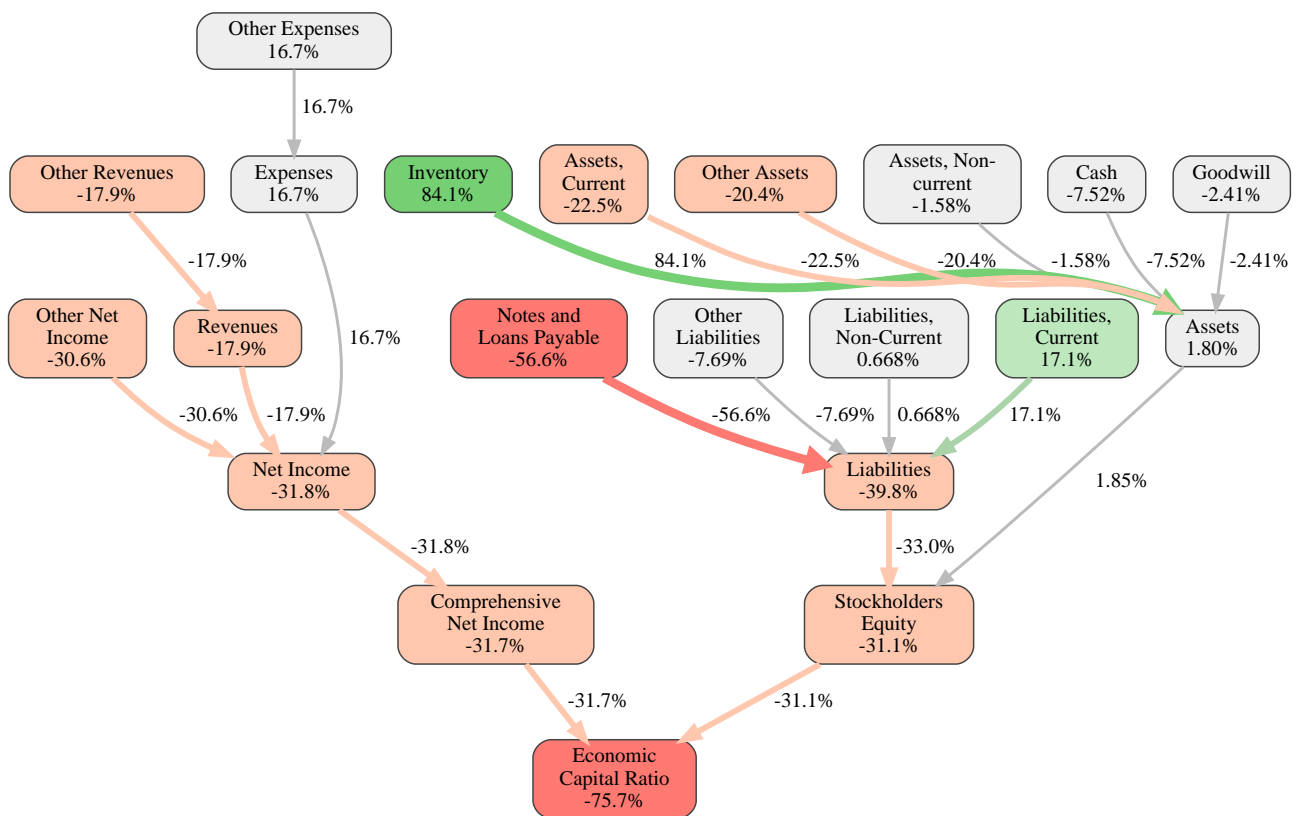 Other Expenses
16.7%
16.7%
Other Revenues
-17.9%
Expenses
16.7%
Inventory
84.1%
Assets,
Current
-22.5%
Other Assets
-20.4%
Assets, Non-
current
-1.58%
Cash
-7.52%
Goodwill
-2.41%
-17.9%
84.1%
-22.5%
-20.4%
-1.58%
-7.52%
-2.41%
Other Net
Income
-30.6%
Revenues
-17.9%
16.7%
Notes and
Loans Payable
-56.6%
Other
Liabilities
-7.69%
Liabilities,
Non-Current
0.668%
Liabilities,
Current
17.1%
Assets
1.80%
-30.6%
-17.9%
-56.6%
-7.69%
0.668%
17.1%
Net Income
-31.8%
Liabilities
-39.8%
1.85%
-31.8%
-33.0%
Comprehensive
Net Income
-31.7%
Stockholders
Equity
-31.1%
-31.7%
-31.1%
Economic
Capital Ratio
-75.7%